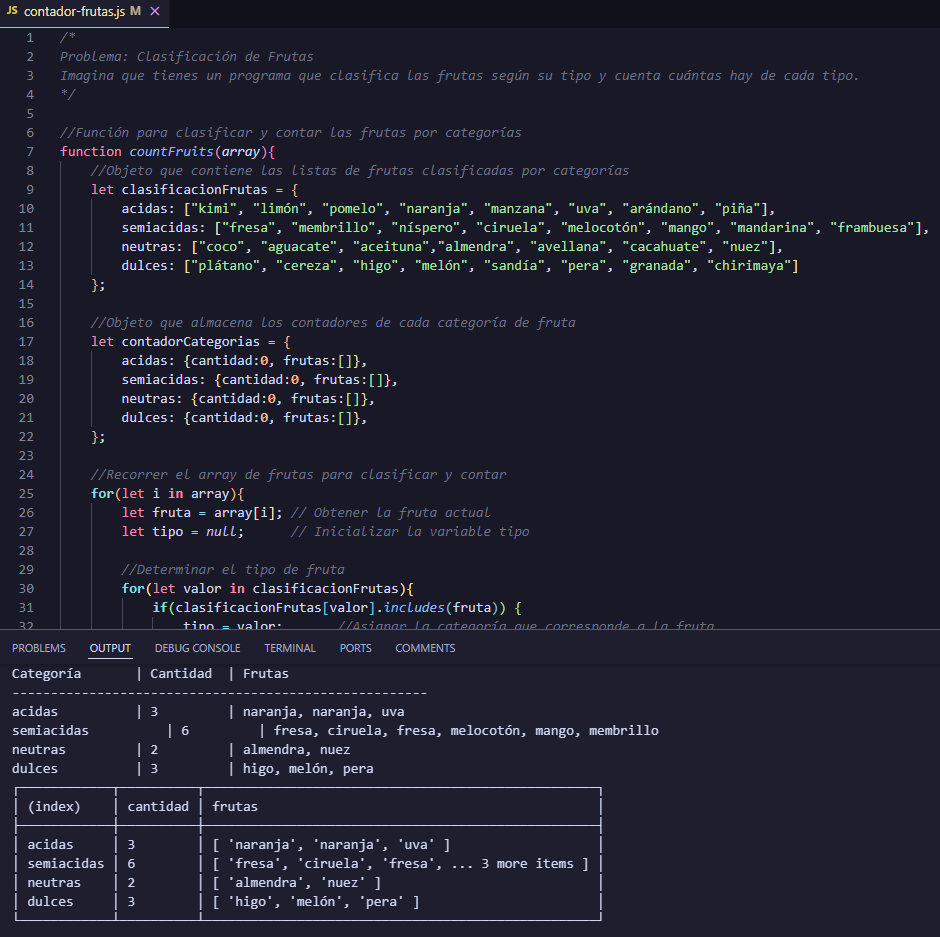 JS contador-frutas.js M ×
1 /*
2 Problema: Clasificación de Frutas
3 Imagina que tienes un programa que clasifica las frutas según su tipo y cuenta cuántas hay de cada tipo.
4 */
5
6 //Función para clasificar y contar las frutas por categorías
7 function countFruits(array){
8     //Objeto que contiene las listas de frutas clasificadas por categorías
9     let clasificacionFrutas = {
10         acidas: ["kimi", "limón", "pomelo", "naranja", "manzana", "uva", "arándano", "piña"],
11         semiacidas: ["fresa", "membrillo", "níspero", "ciruela", "melocotón", "mango", "mandarina", "frambuesa"],
12         neutras: ["coco", "aguacate", "aceituna","almendra", "avellana", "cacahuate", "nuez"],
13         dulces: ["plátano", "cereza", "higo", "melón", "sandía", "pera", "granada", "chirimaya"]
14     };
15
16     //Objeto que almacena los contadores de cada categoría de fruta
17     let contadorCategorias = {
18         acidas: {cantidad:0, frutas:[]},
19         semiacidas: {cantidad:0, frutas:[]},
20         neutras: {cantidad:0, frutas:[]},
21         dulces: {cantidad:0, frutas:[]},
22     };
23
24     //Recorrer el array de frutas para clasificar y contar
25     for(let i in array){
26         let fruta = array[i]; // Obtener la fruta actual
27         let tipo = null;      // Inicializar la variable tipo
28
29         //Determinar el tipo de fruta
30         for(let valor in clasificacionFrutas){
31             if(clasificacionFrutas[valor].includes(fruta)) {
32                 tipo = valor;       //Asignar la categoría que corresponde a la fruta
PROBLEMS OUTPUT DEBUG CONSOLE TERMINAL PORTS COMMENTS
Categoría       | Cantidad  | Frutas
------------------------------------------------------
acidas          | 3         | naranja, naranja, uva
semiacidas          | 6         | fresa, ciruela, fresa, melocotón, mango, membrillo
neutras         | 2         | almendra, nuez
dulces          | 3         | higo, melón, pera
│ (index)    │ cantidad │ frutas │
│ acidas     │ 3        │ [ 'naranja', 'naranja', 'uva' ] │
│ semiacidas │ 6        │ [ 'fresa', 'ciruela', 'fresa', ... 3 more items ] │
│ neutras    │ 2        │ [ 'almendra', 'nuez' ] │
│ dulces     │ 3        │ [ 'higo', 'melón', 'pera' ] │